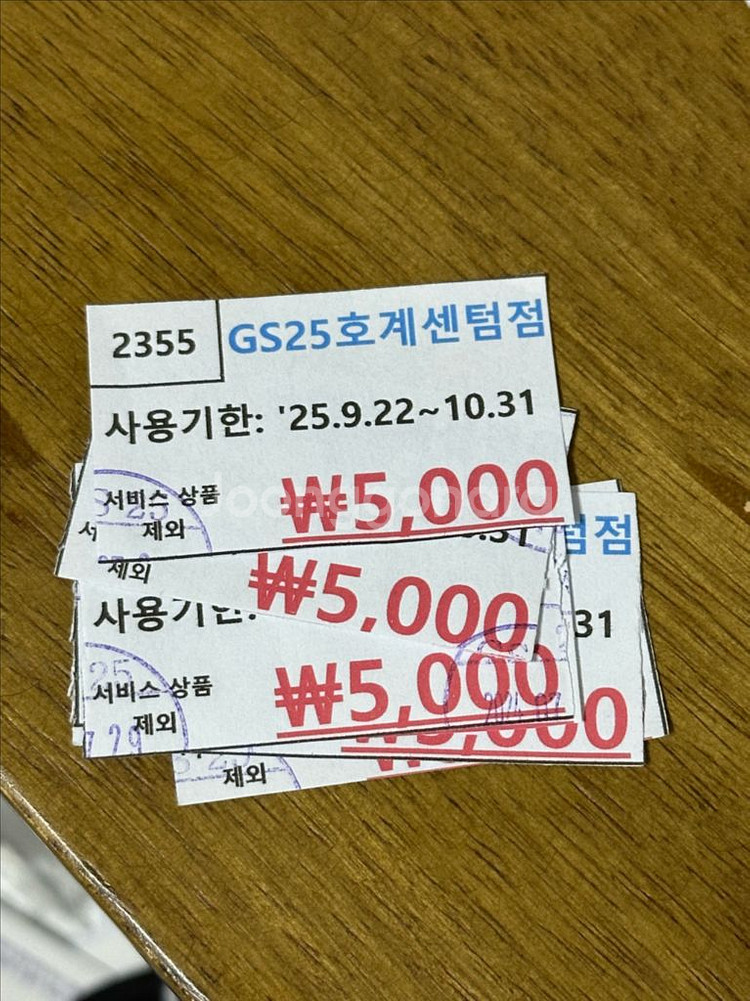 2355
GS25호계센텀점
사용기한: '25.9.22~10.31
서비스 상품
제외
₩5,000
서
제외
₩5,000
텀점
사용기한:
31
서비스 상품
제외
₩5,000
제외